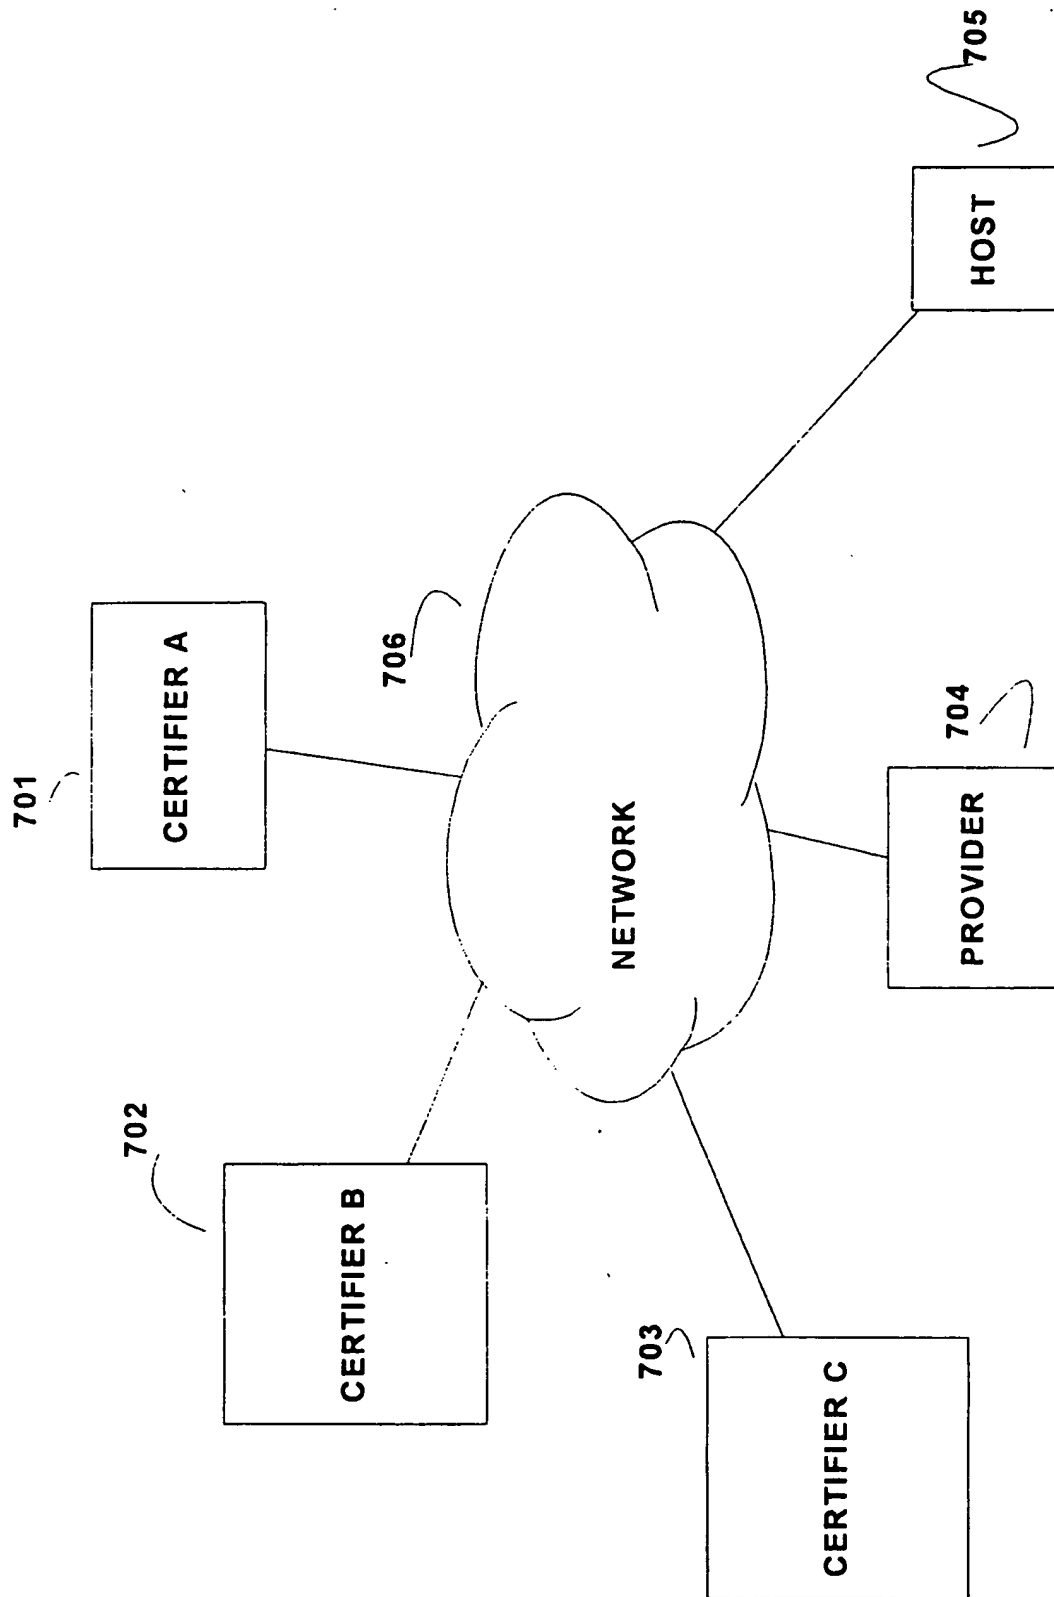 701
CERTIFIER A
702
CERTIFIER B
706
NETWORK
703
CERTIFIER C
704
PROVIDER
705
HOST